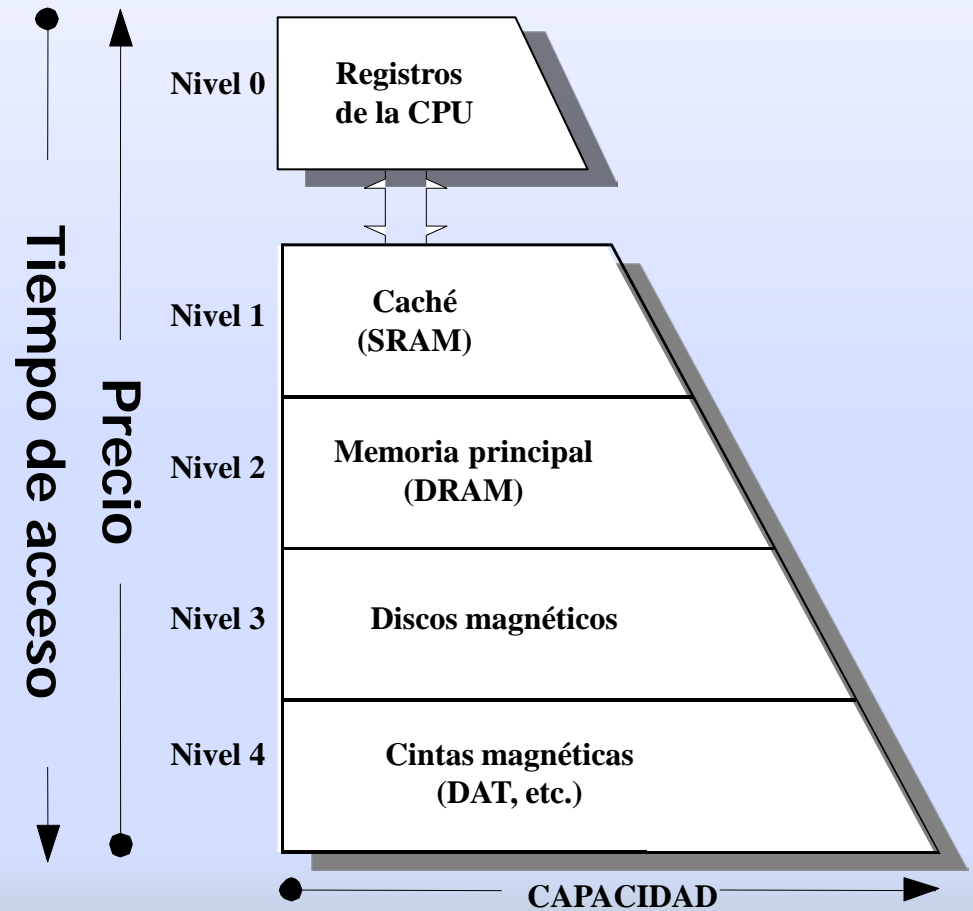 Tiempo de acceso
Precio
Nivel 0
Registros
de la CPU
Nivel 1
Caché
(SRAM)
Nivel 2
Memoria principal
(DRAM)
Nivel 3
Discos magnéticos
Nivel 4
Cintas magnéticas
(DAT, etc.)
CAPACIDAD